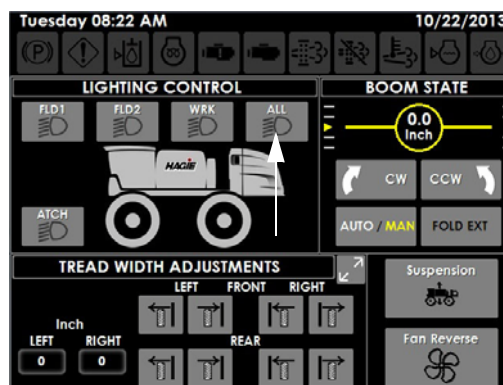 Tuesday 08:22 AM 10/22/2013
(P)
LIGHTING CONTROL BOOM STATE
FLD1 FLD2 WRK ALL
0.0
Inch
HAGIE
CW CCW
ATCH
AUTO / MAN FOLD EXT
TREAD WIDTH ADJUSTMENTS
Suspension
LEFT FRONT RIGHT
Inch
LEFT RIGHT REAR
Fan Reverse
0 0